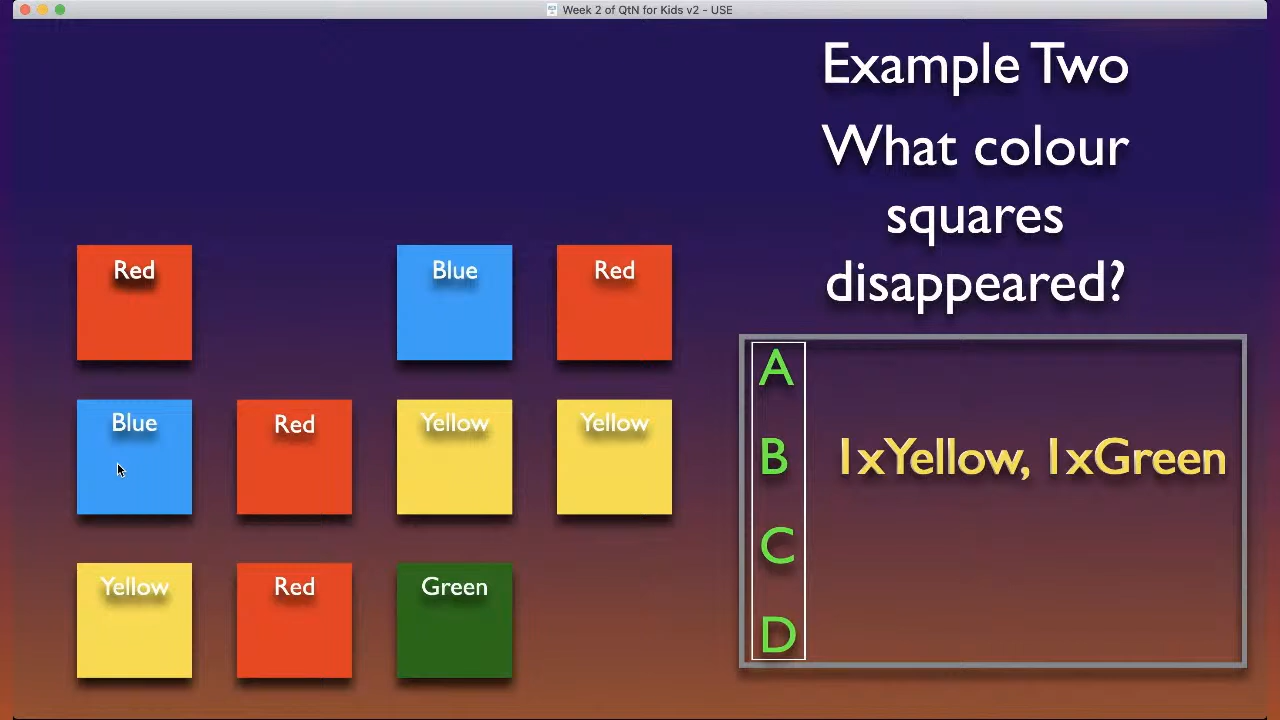 Week 2 of QtN for Kids v2 - USE
Example Two
What colour
squares
disappeared?
Red
Blue
Red
Blue
Red
Yellow
Yellow
Yellow
Red
Green
A
B
1xYellow, 1xGreen
C
D